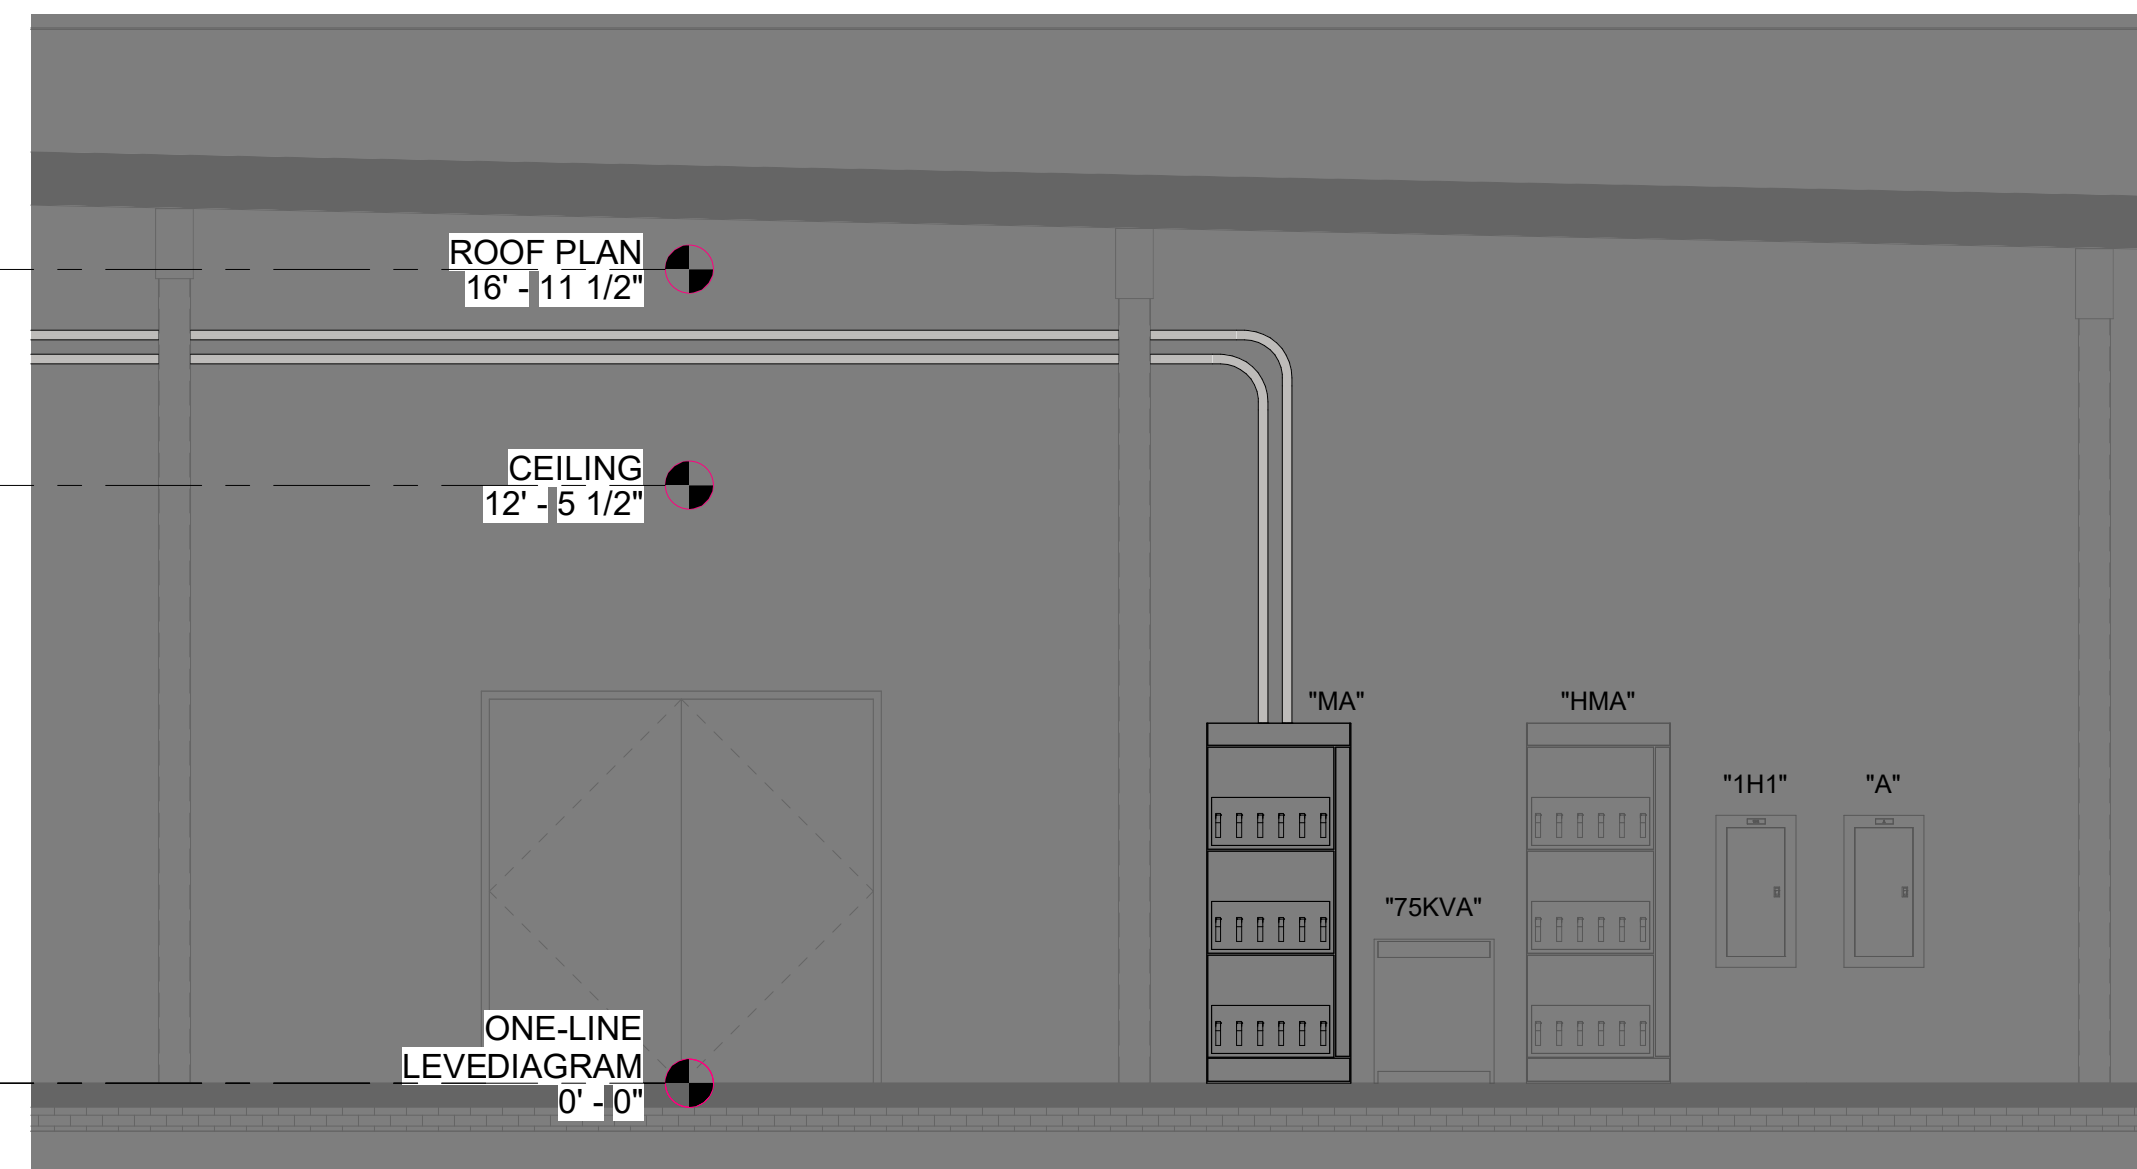 ROOF PLAN
16' - 11 1/2"
CEILING
12' - 5 1/2"
"MA"
"HMA"
"1H1"
"A"
"75KVA"
ONE-LINE
LEVEDIAGRAM
0' - 0"